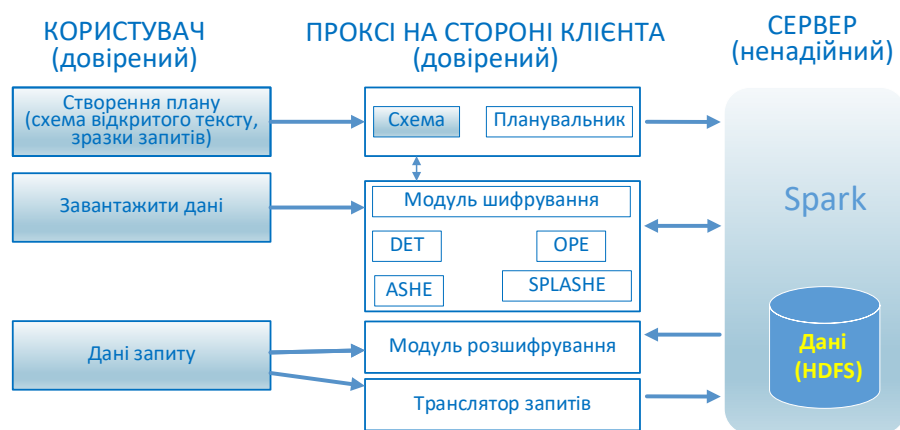 КОРИСТУВАЧ
(довірений)
ПРОКСІ НА СТОРОНІ КЛІЄНТА
(довірений)
СЕРВЕР
(ненадійний)
Створення плану
(схема відкритого тексту,
зразки запитів)
Схема
Планувальник
Завантажити дані
Модуль шифрування
DET
OPE
ASHE
SPLASHE
Spark
Дані запиту
Модуль розшифрування
Транслятор запитів
Дані
(HDFS)